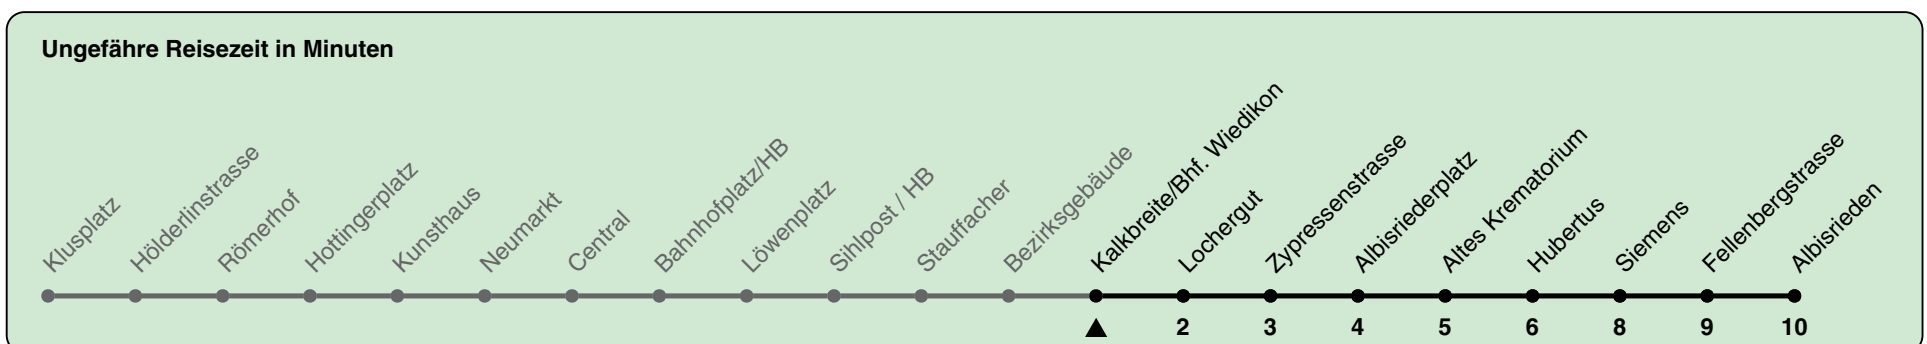 Ungefähre Reisezeit in Minuten
Klusplatz
Hölderlinstrasse
Römerhof
Hottingerplatz
Kunsthaus
Neumarkt
Central
Bahnhofplatz/HB
Löwenplatz
Sihlpost / HB
Stauffacher
Bezirksgebäude
Kalkbreite/Bhf. Wiedikon
Lochergut
Zypressenstrasse
Albisriederplatz
Altes Krematorium
Hubertus
Siemens
Fellenbergstrasse
Albisrieden
2 3 4 5 6 8 9 10